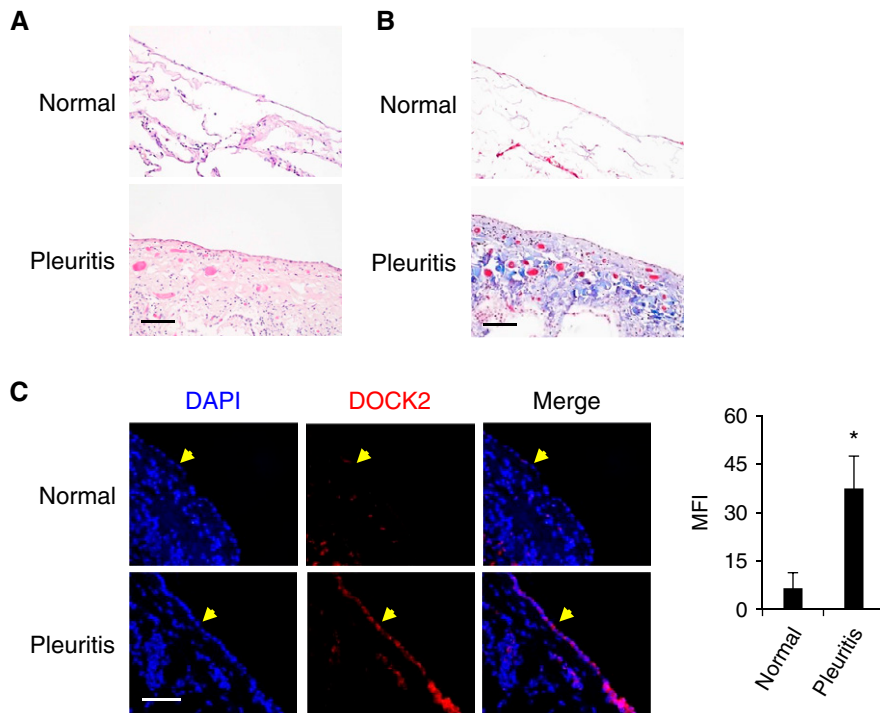 A
B
Normal
Normal
Pleuritis
Pleuritis
C
DAPI
DOCK2
Merge
Normal
Pleuritis
60
45
30
15
0
MFI
*
Normal
Pleuritis